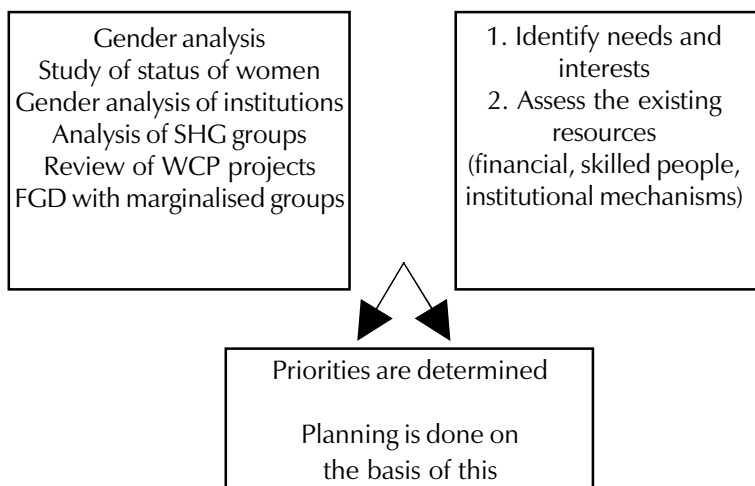 Gender analysis
Study of status of women
Gender analysis of institutions
Analysis of SHG groups
Review of WCP projects
FGD with marginalised groups
1. Identify needs and
interests
2. Assess the existing
resources
(financial, skilled people,
institutional mechanisms)
Priorities are determined
Planning is done on
the basis of this